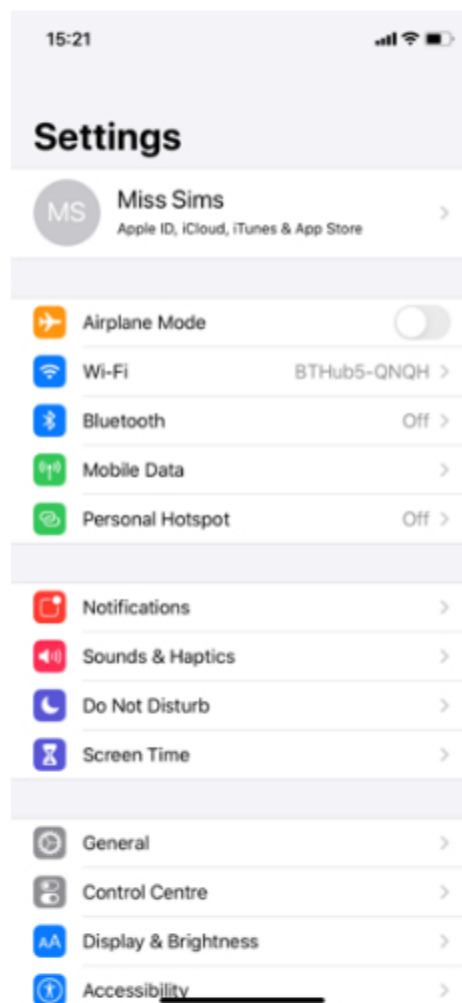 15:21
Settings
MS
Miss Sims
Apple ID, iCloud, iTunes & App Store
Airplane Mode
Wi-Fi BTHub5-QNQH
Bluetooth Off
Mobile Data
Personal Hotspot Off
Notifications
Sounds & Haptics
Do Not Disturb
Screen Time
General
Control Centre
AA Display & Brightness
Accessibility